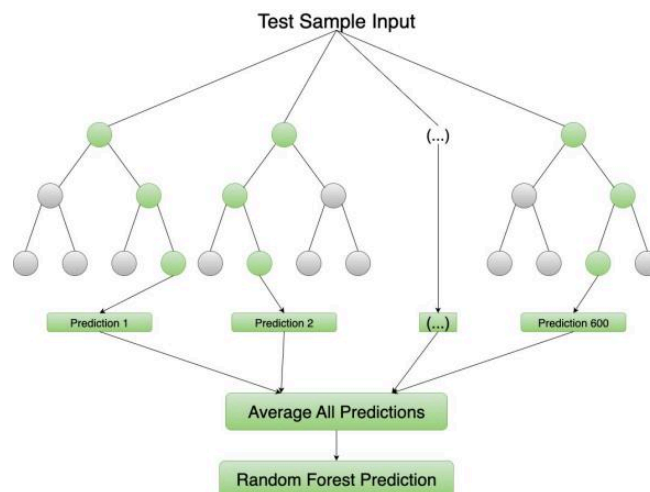 Test Sample Input
(...)
Prediction 1
Prediction 2
(...)
Prediction 600
Average All Predictions
Random Forest Prediction